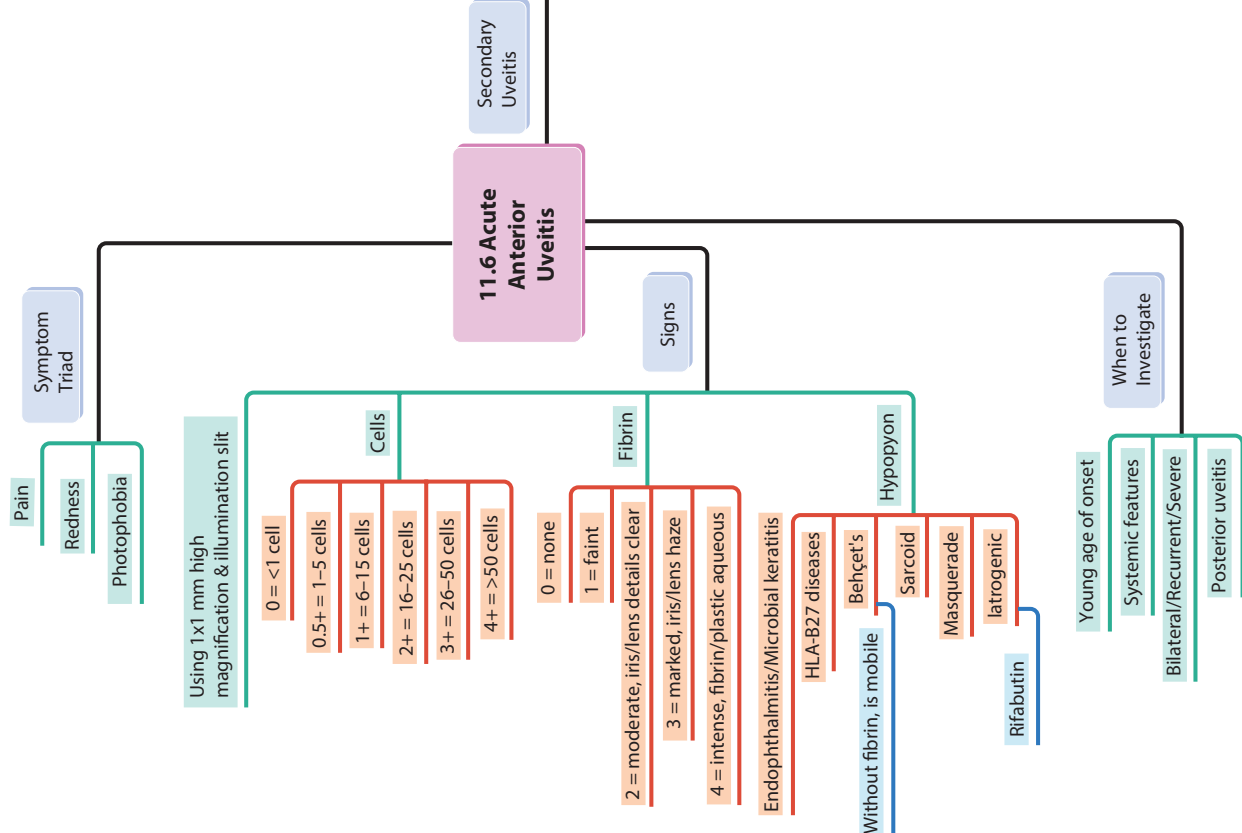 Secondary
Uveitis
11.6 Acute
Anterior
Uveitis
Symptom
Triad
Pain
Redness
Photophobia
Signs
Using 1x1 mm high
magnification & illumination slit
Cells
0 = <1 cell
0.5+ = 1–5 cells
1+ = 6–15 cells
2+ = 16–25 cells
3+ = 26–50 cells
4+ = >50 cells
Fibrin
0 = none
1 = faint
2 = moderate, iris/lens details clear
3 = marked, iris/lens haze
4 = intense, fibrin/plastic aqueous
Hypopyon
Endophthalmitis/Microbial keratitis
HLA-B27 diseases
Behçet's
Without fibrin, is mobile
Sarcoid
Masquerade
Iatrogenic
Rifabutin
When to
Investigate
Young age of onset
Systemic features
Bilateral/Recurrent/Severe
Posterior uveitis